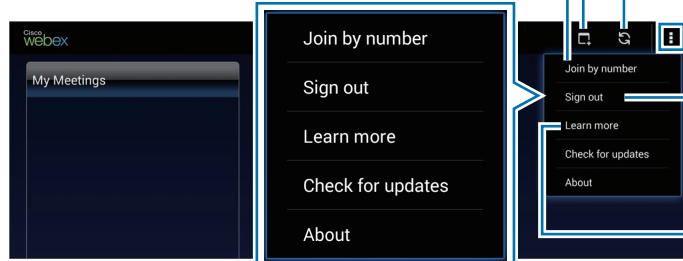 Cisco
webex
My Meetings
Join by number
Sign out
Learn more
Check for updates
About
Join by number
Sign out
Learn more
Check for updates
About